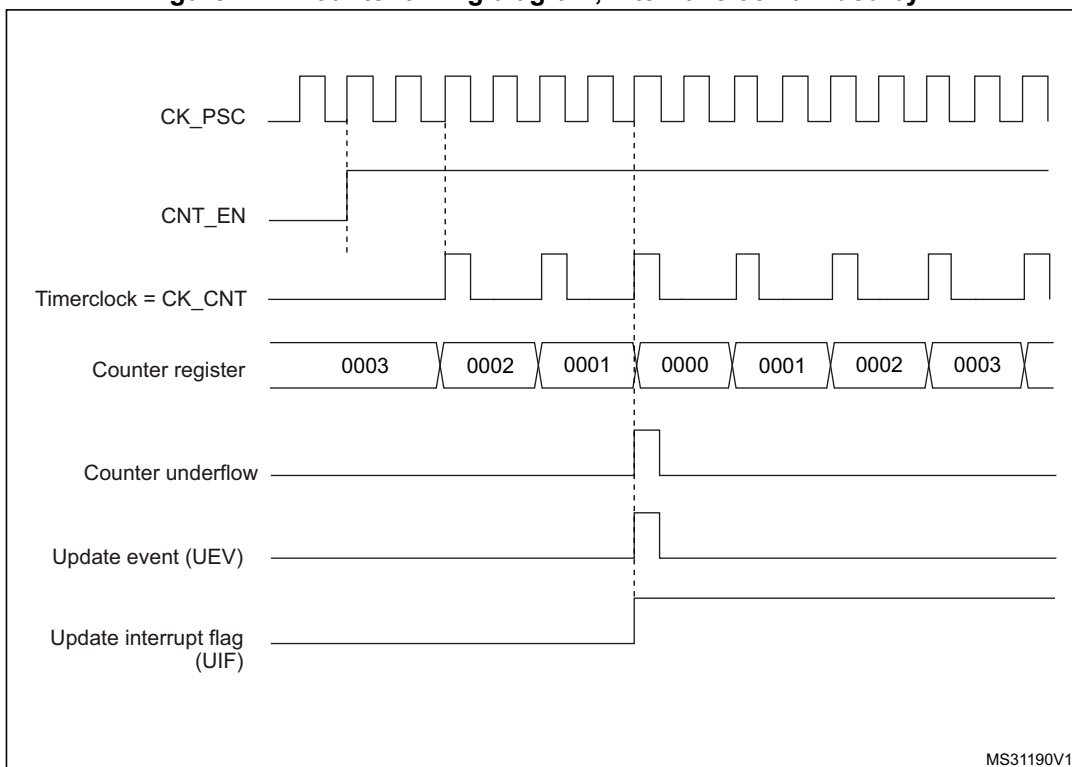 CK_PSC
CNT_EN
Timerclock = CK_CNT
Counter register
0003 0002 0001 0000 0001 0002 0003
Counter underflow
Update event (UEV)
Update interrupt flag
(UIF)
MS31190V1